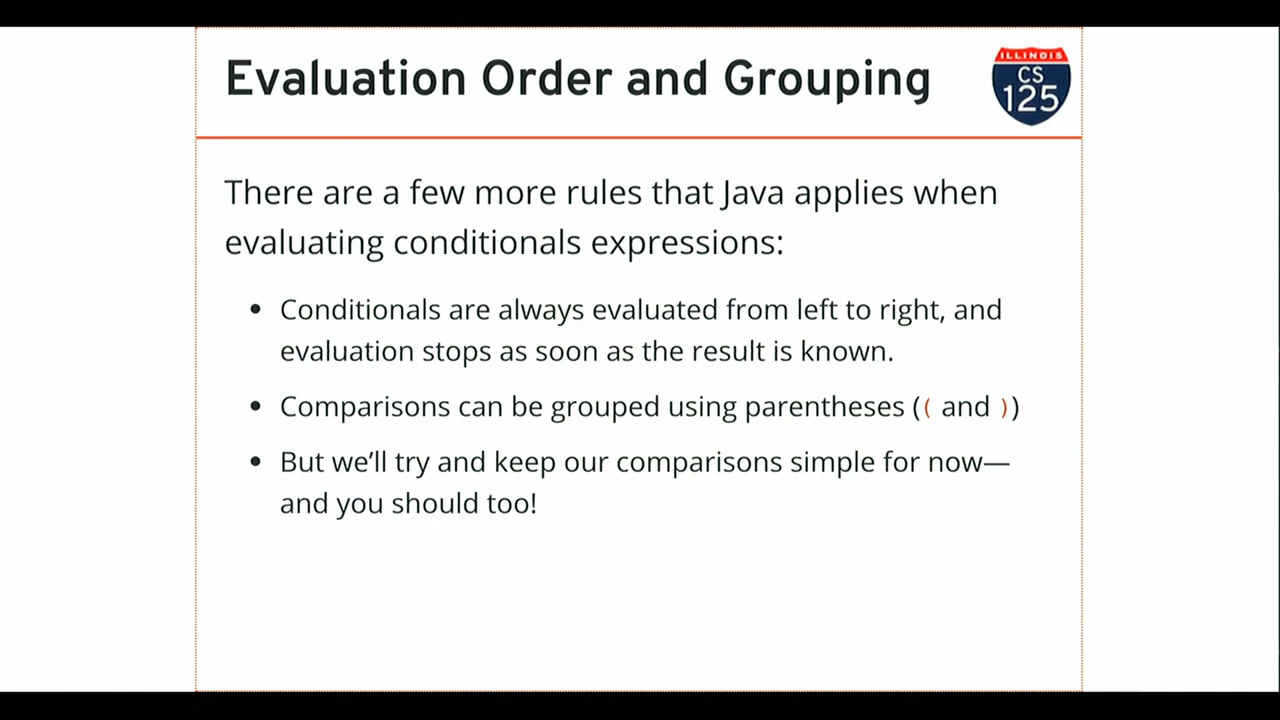 Evaluation Order and Grouping
ILLINOIS
CS
125
There are a few more rules that Java applies when
evaluating conditionals expressions:
• Conditionals are always evaluated from left to right, and
evaluation stops as soon as the result is known.
• Comparisons can be grouped using parentheses (( and ))
• But we’ll try and keep our comparisons simple for now—
and you should too!